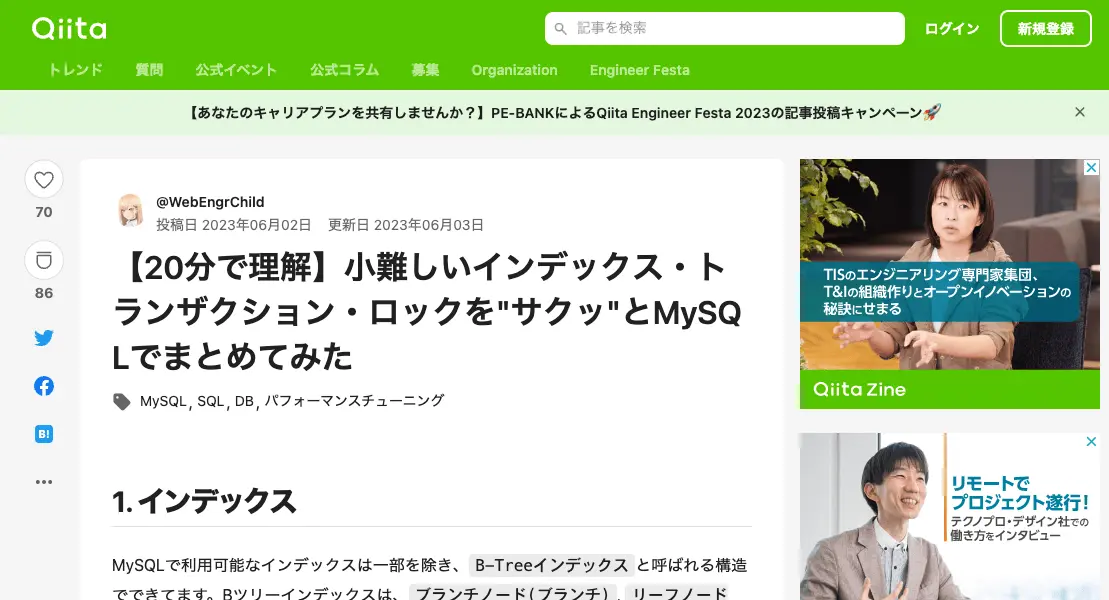 Qiita
記事を検索
ログイン
新規登録
トレンド
質問
公式イベント
公式コラム
募集
Organization
Engineer Festa
【あなたのキャリアプランを共有しませんか？】PE-BANKによるQiita Engineer Festa 2023の記事投稿キャンペーン🚀
70
86
B!
@WebEngrChild
投稿日 2023年06月02日 更新日 2023年06月03日
【20分で理解】小難しいインデックス・ト
ランザクション・ロックを"サクッ"とMySQ
Lでまとめてみた
MySQL, SQL, DB, パフォーマンスチューニング
1. インデックス
MySQLで利用可能なインデックスは一部を除き、 B-Treeインデックス と呼ばれる構造
でできてます。Bツリーインデックスは、 ブランチノード(ブランチ) 、 リーフノード
TISのエンジニアリング専門家集団、
T&Iの組織作りとオープンイノベーションの
秘訣にせまる
Qiita Zine
リモートで
プロジェクト遂行！
テクノプロ・デザイン社での
働き方をインタビュー